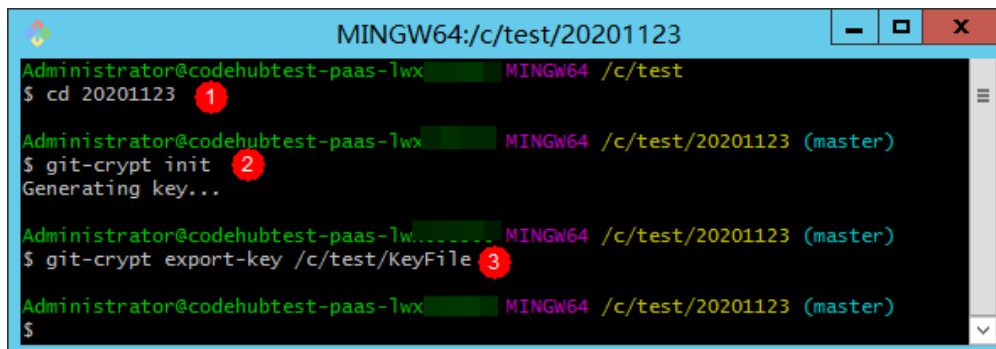 MINGW64:/c/test/20201123
Administrator@codehubtest-paas-lwx MINGW64 /c/test
$ cd 20201123 1
Administrator@codehubtest-paas-lwx MINGW64 /c/test/20201123 (master)
$ git-crypt init 2
Generating key...
Administrator@codehubtest-paas-lw MINGW64 /c/test/20201123 (master)
$ git-crypt export-key /c/test/KeyFile 3
Administrator@codehubtest-paas-lwx MINGW64 /c/test/20201123 (master)
$